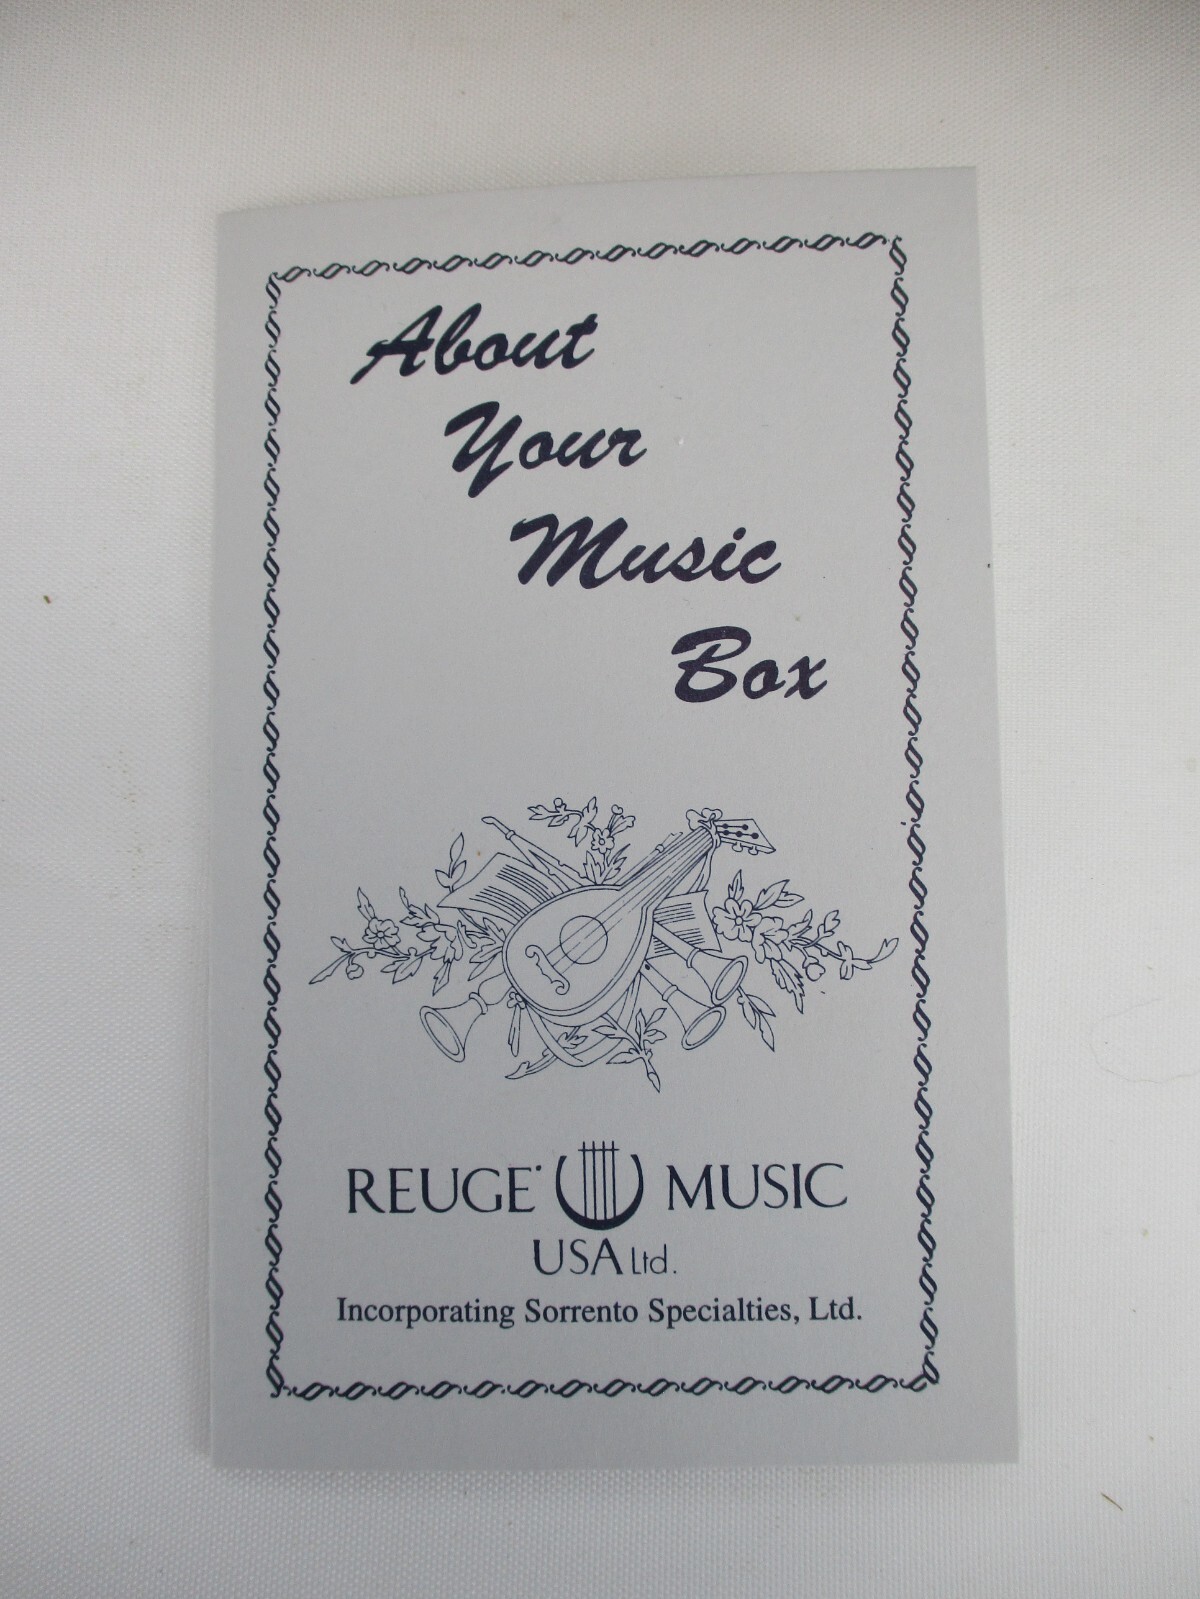 About
Your
Music
Box
REUGE MUSIC
USA Ltd.
Incorporating Sorrento Specialties, Ltd.